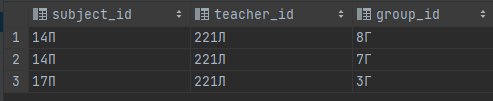 subject_id teacher_id group_id
1 14П 221Л 8Г
2 14П 221Л 7Г
3 17П 221Л 3Г